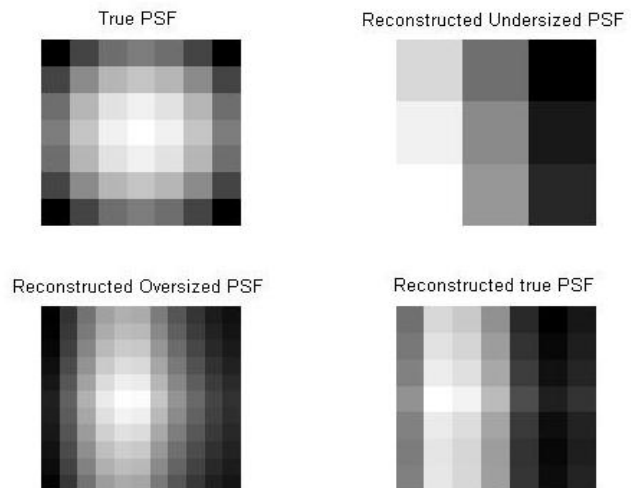 True PSF
Reconstructed Undersized PSF
Reconstructed Oversized PSF
Reconstructed true PSF